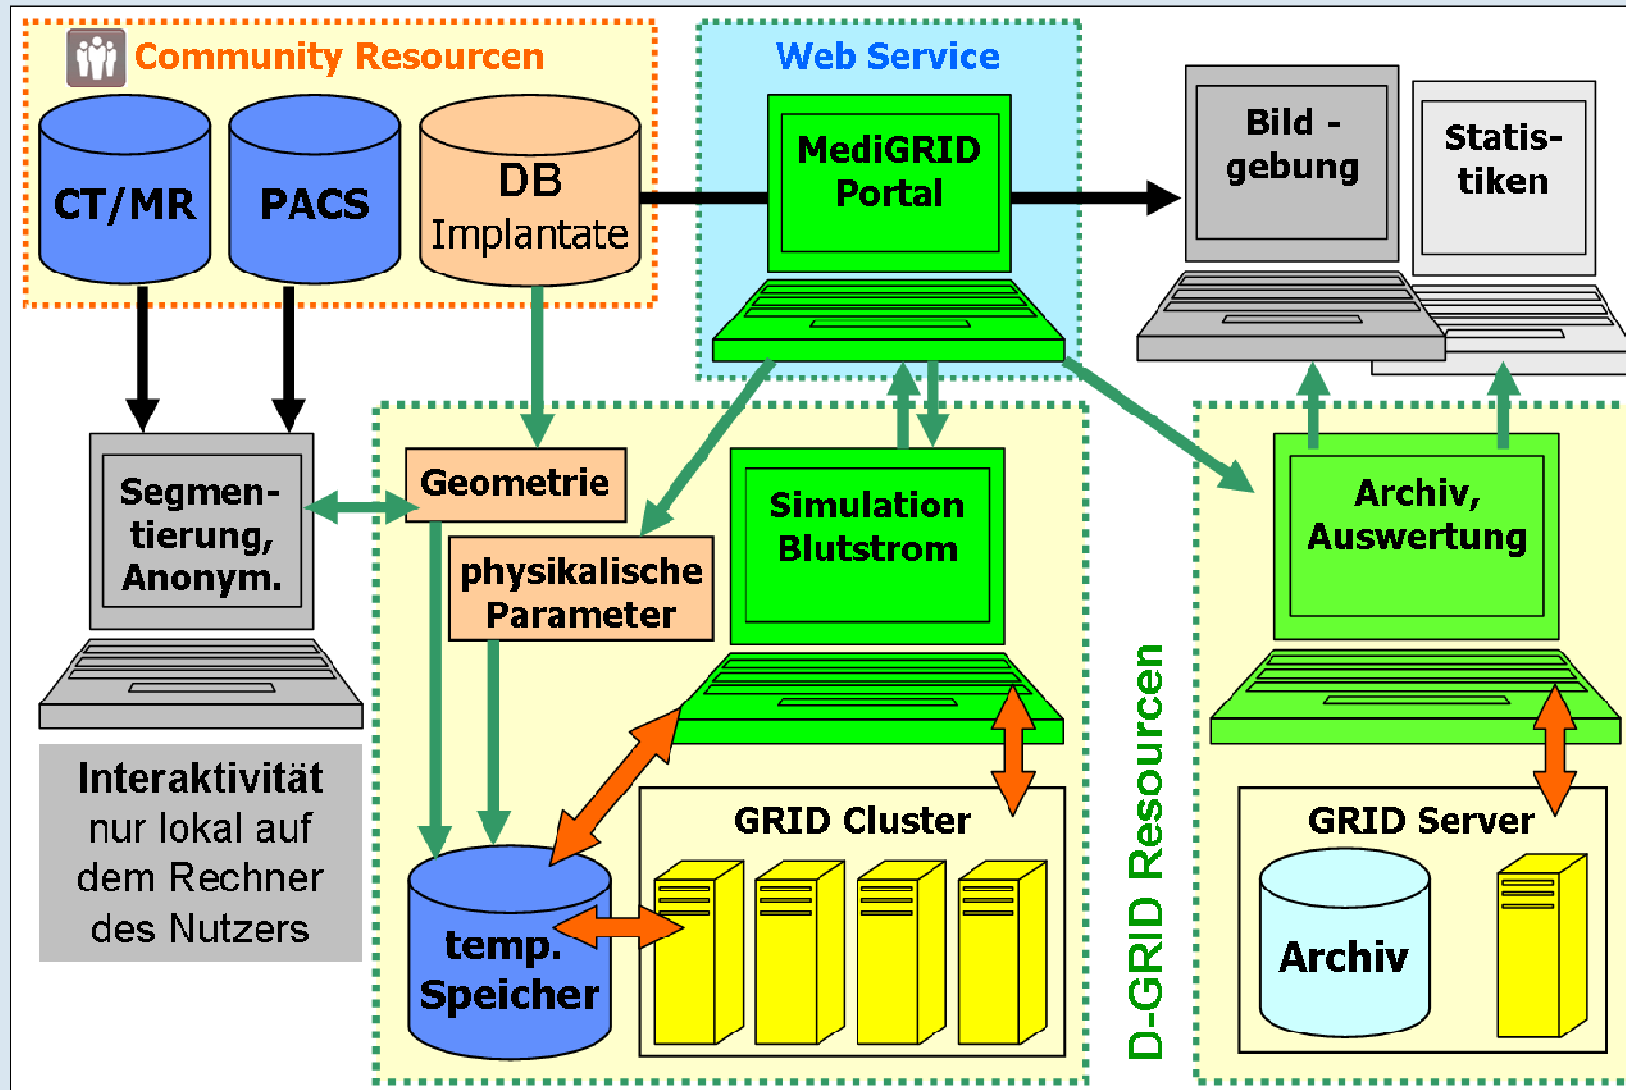 Community Resourcen
CT/MR
PACS
DB
Implantate
Web Service
MediGRID
Portal
Bild -
gebung
Statis-
tiken
Segmen-
tierung,
Anonym.
Interaktivität
nur lokal auf
dem Rechner
des Nutzers
Geometrie
physikalische
Parameter
Simulation
Blutstrom
temp.
Speicher
GRID Cluster
D-GRID Resourcen
Archiv,
Auswertung
GRID Server
Archiv